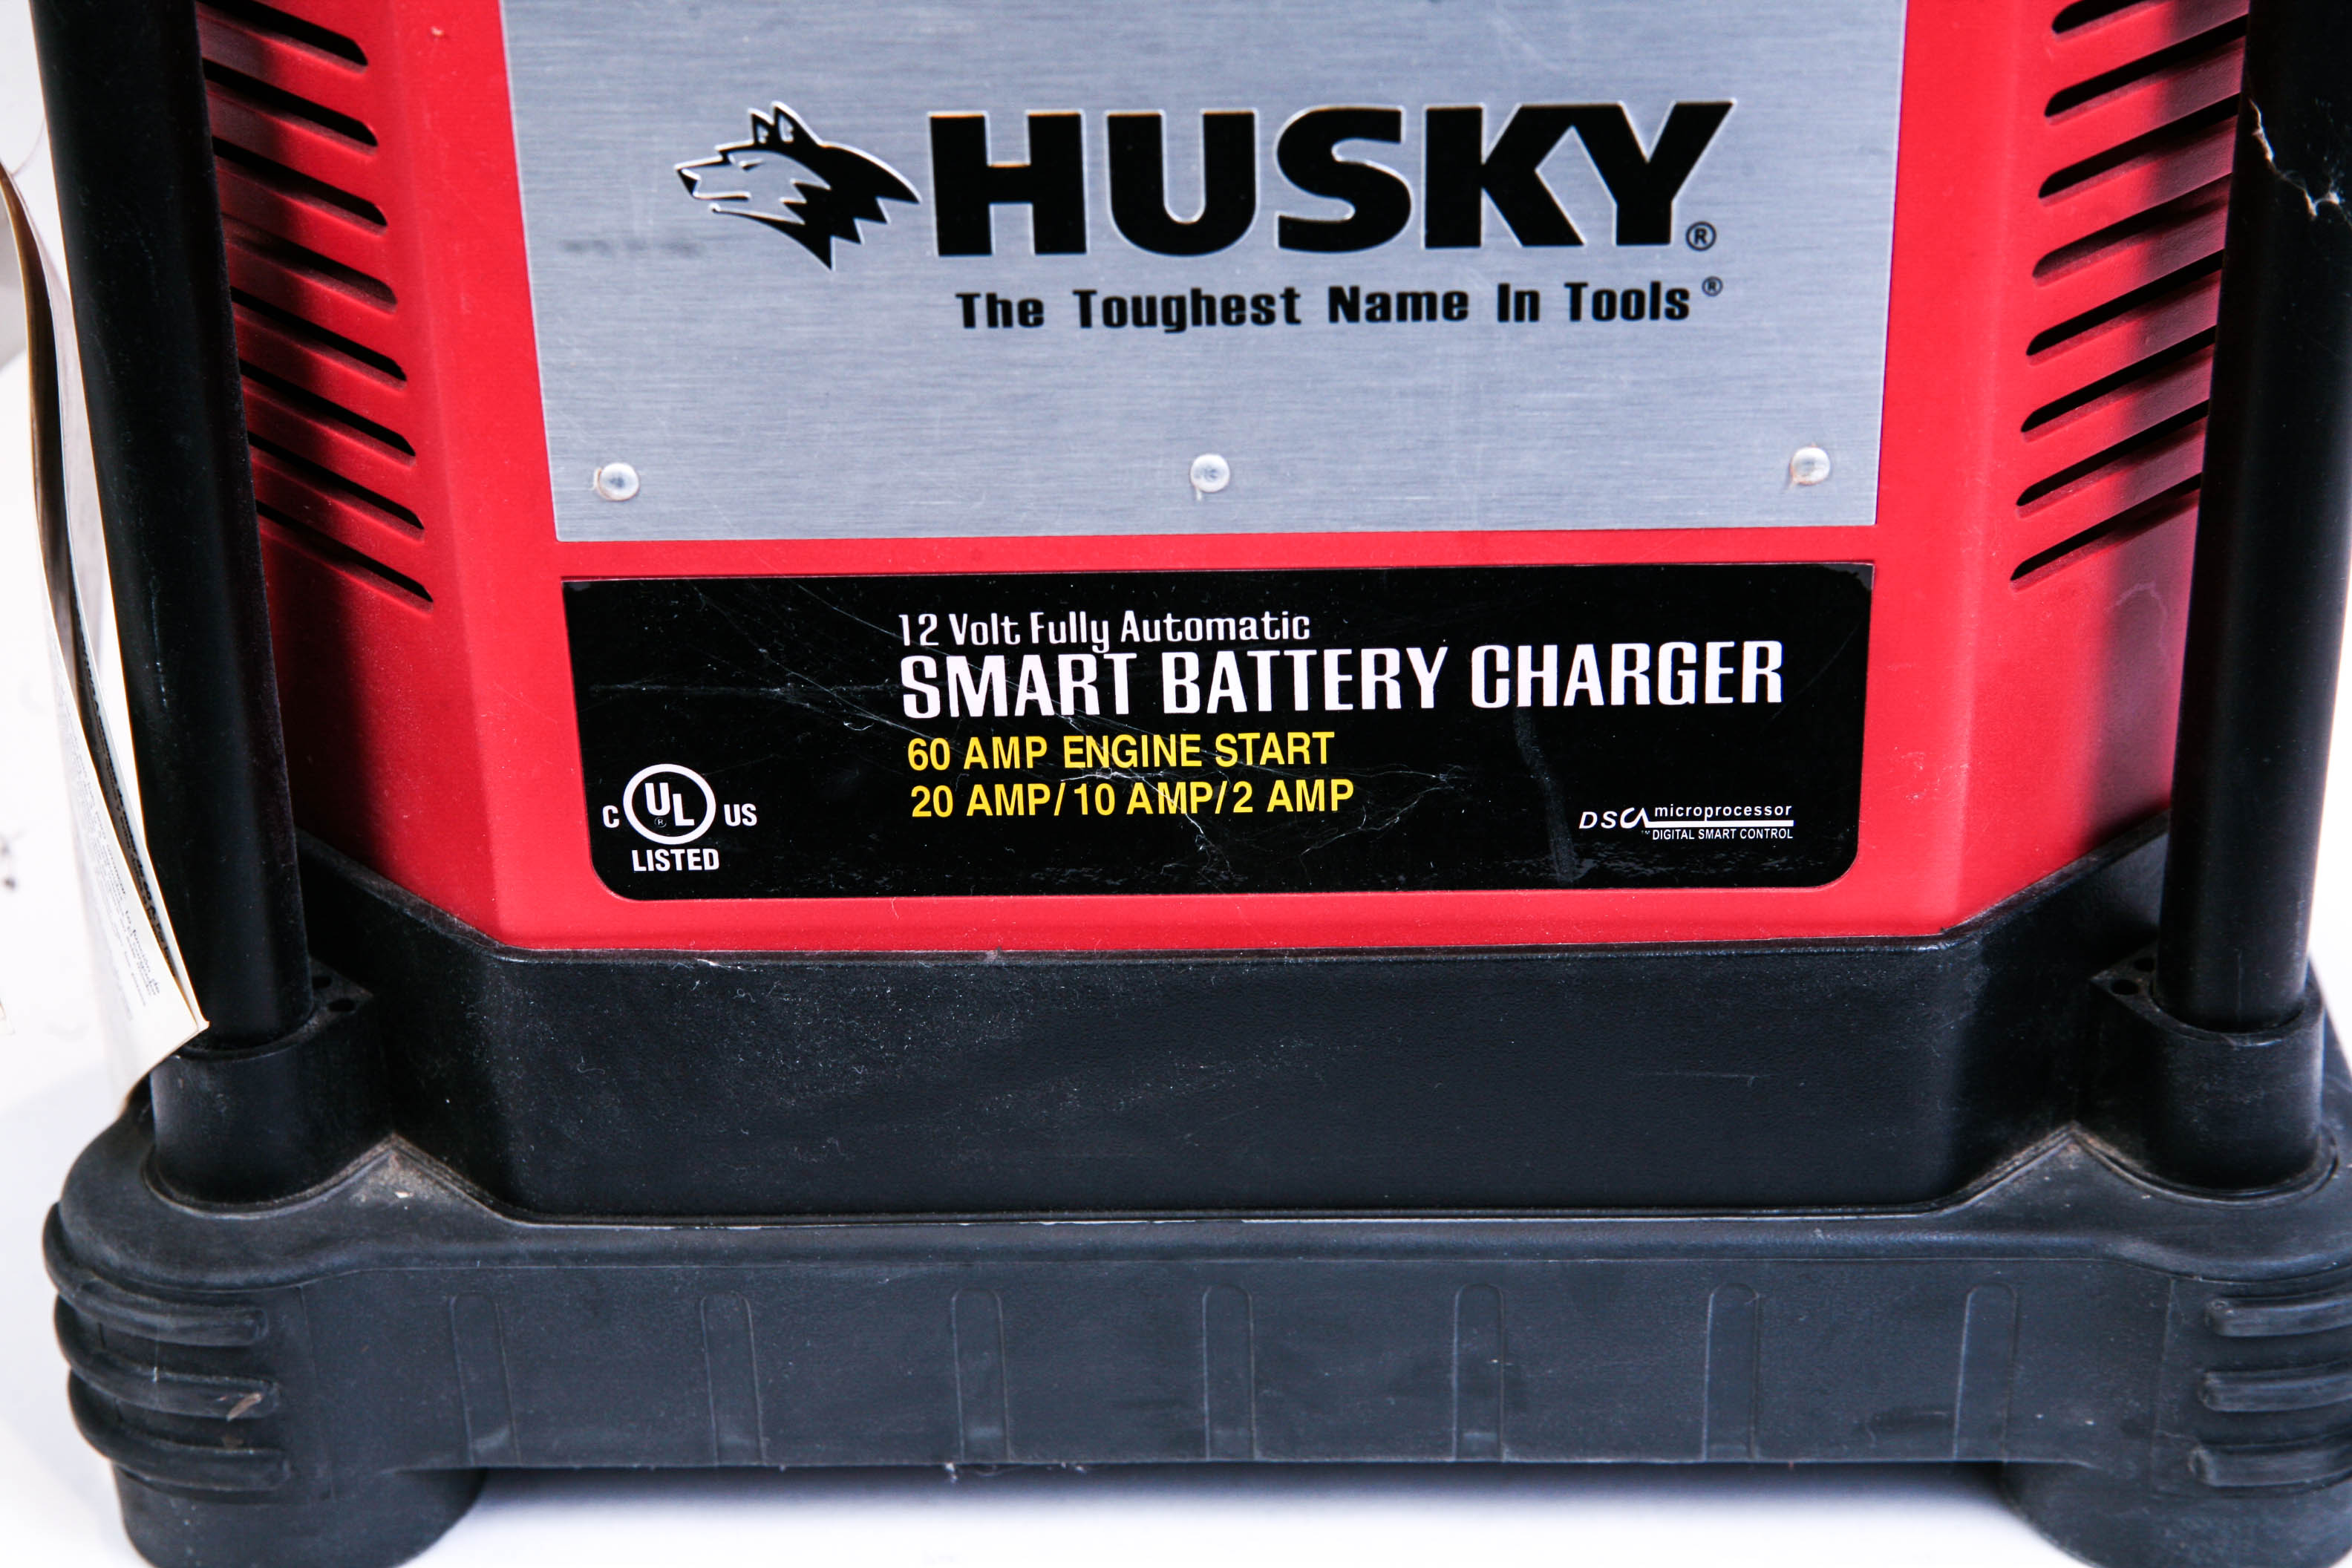 HUSKY®
The Toughest Name In Tools®
12 Volt Fully Automatic
SMART BATTERY CHARGER
60 AMP ENGINE START
20 AMP/10 AMP/2 AMP
C UL® US
LISTED
DSC microprocessor
™ DIGITAL SMART CONTROL